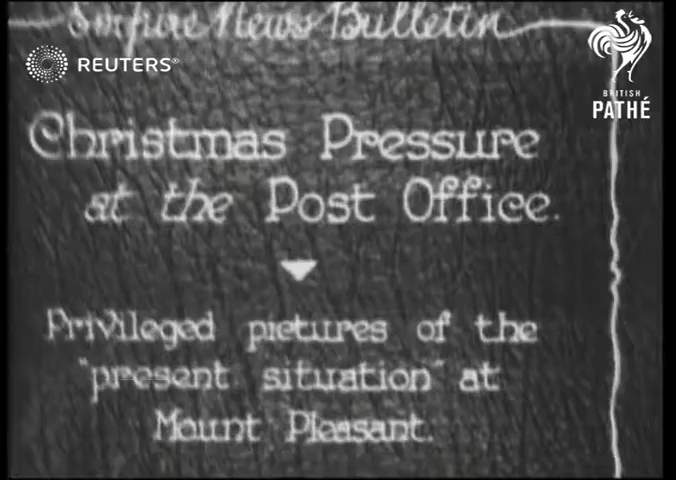 Empire News Bulletin
REUTERS®
BRITISH
PATHÉ
Christmas Pressure
at the Post Office.
Privileged pictures of the
"present situation" at
Mount Pleasant.